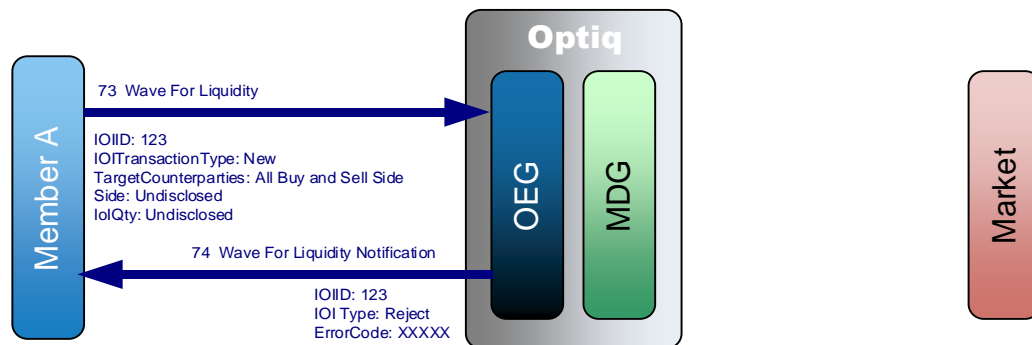 Optiq
73 Wave For Liquidity
IOIID: 123
IOITransactionType: New
TargetCounterparties: All Buy and Sell Side
Side: Undisclosed
IoIQty: Undisclosed
74 Wave For Liquidity Notification
IOIID: 123
IOI Type: Reject
ErrorCode: XXXXX
Member A
OEG
MDG
Market